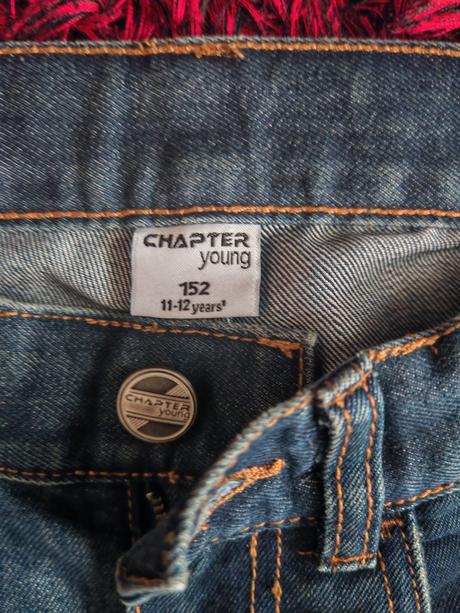 CHAPTER
young
152
11-12 years'
CHAPTER
young